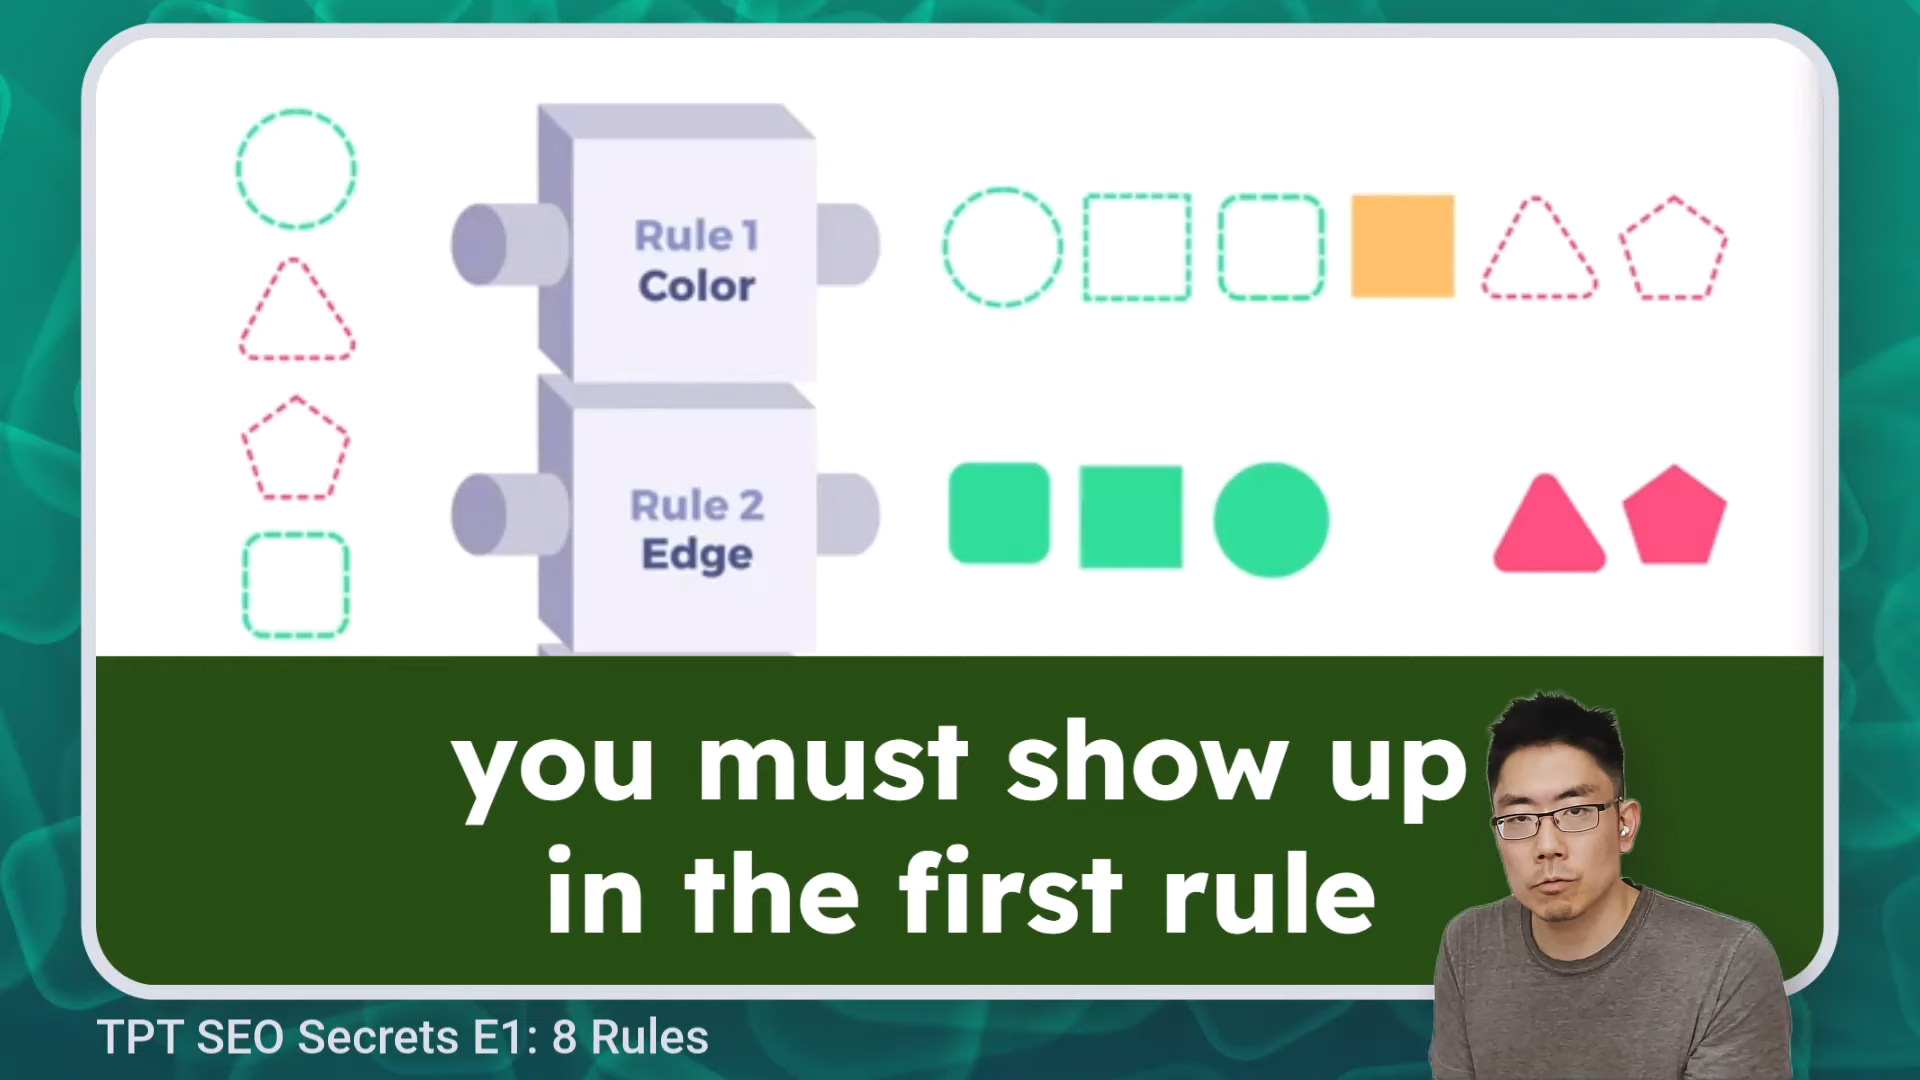 Rule 1
Color
Rule 2
Edge
you must show up
in the first rule
TPT SEO Secrets E1: 8 Rules